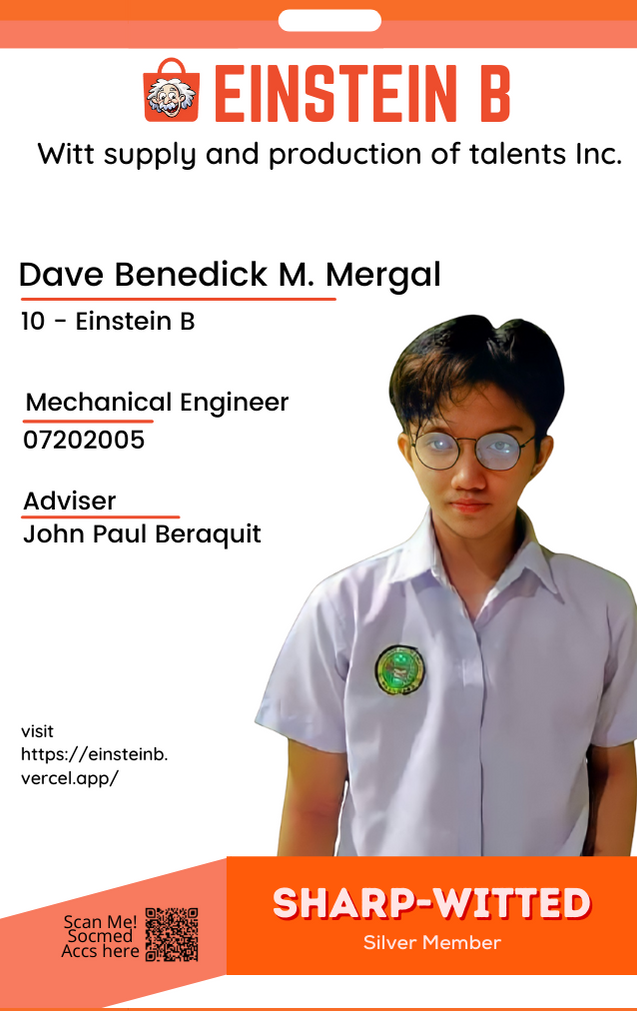 EINSTEIN B
Witt supply and production of talents Inc.
Dave Benedick M. Mergal
10 - Einstein B
Mechanical Engineer
07202005
Adviser
John Paul Beraquit
visit
https://einsteinb.
vercel.app/
Scan Me!
Socmed
Accs here
SHARP-WITTED
Silver Member